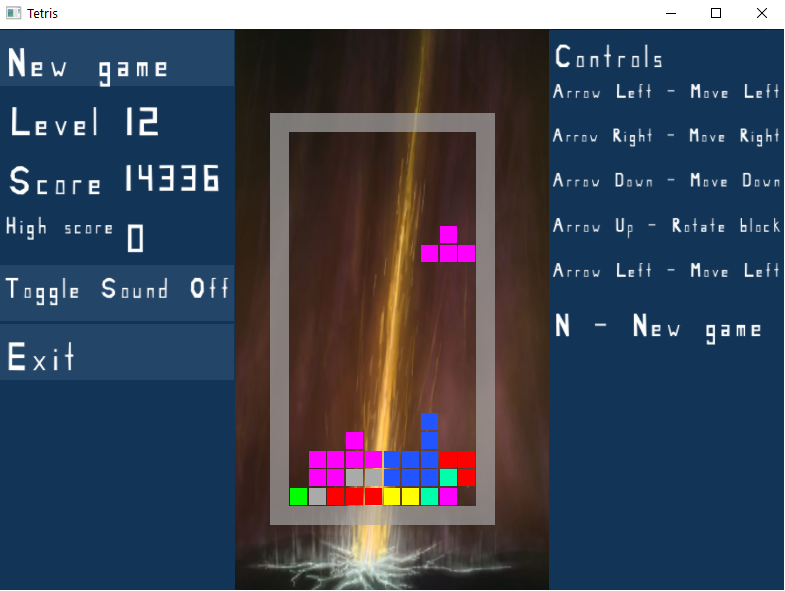 Tetris
New game
Level 12
Score 14336
High score 0
Toggle Sound Off
Exit
Controls
Arrow Left - Move Left
Arrow Right - Move Right
Arrow Down - Move Down
Arrow Up - Rotate block
Arrow Left - Move Left
N - New game